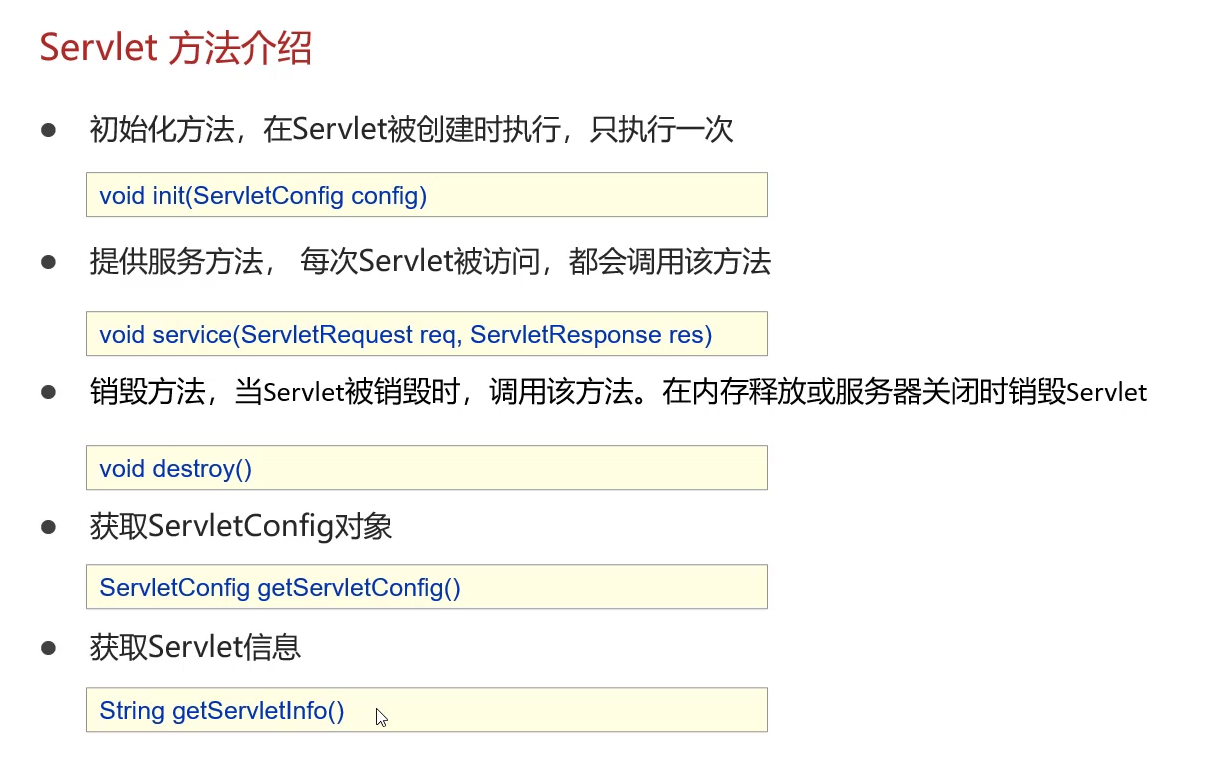 Servlet 方法介绍
● 初始化方法，在Servlet被创建时执行，只执行一次
void init(ServletConfig config)
● 提供服务方法， 每次Servlet被访问，都会调用该方法
void service(ServletRequest req, ServletResponse res)
● 销毁方法，当Servlet被销毁时，调用该方法。在内存释放或服务器关闭时销毁Servlet
void destroy()
● 获取ServletConfig对象
ServletConfig getServletConfig()
● 获取Servlet信息
String getServletInfo()